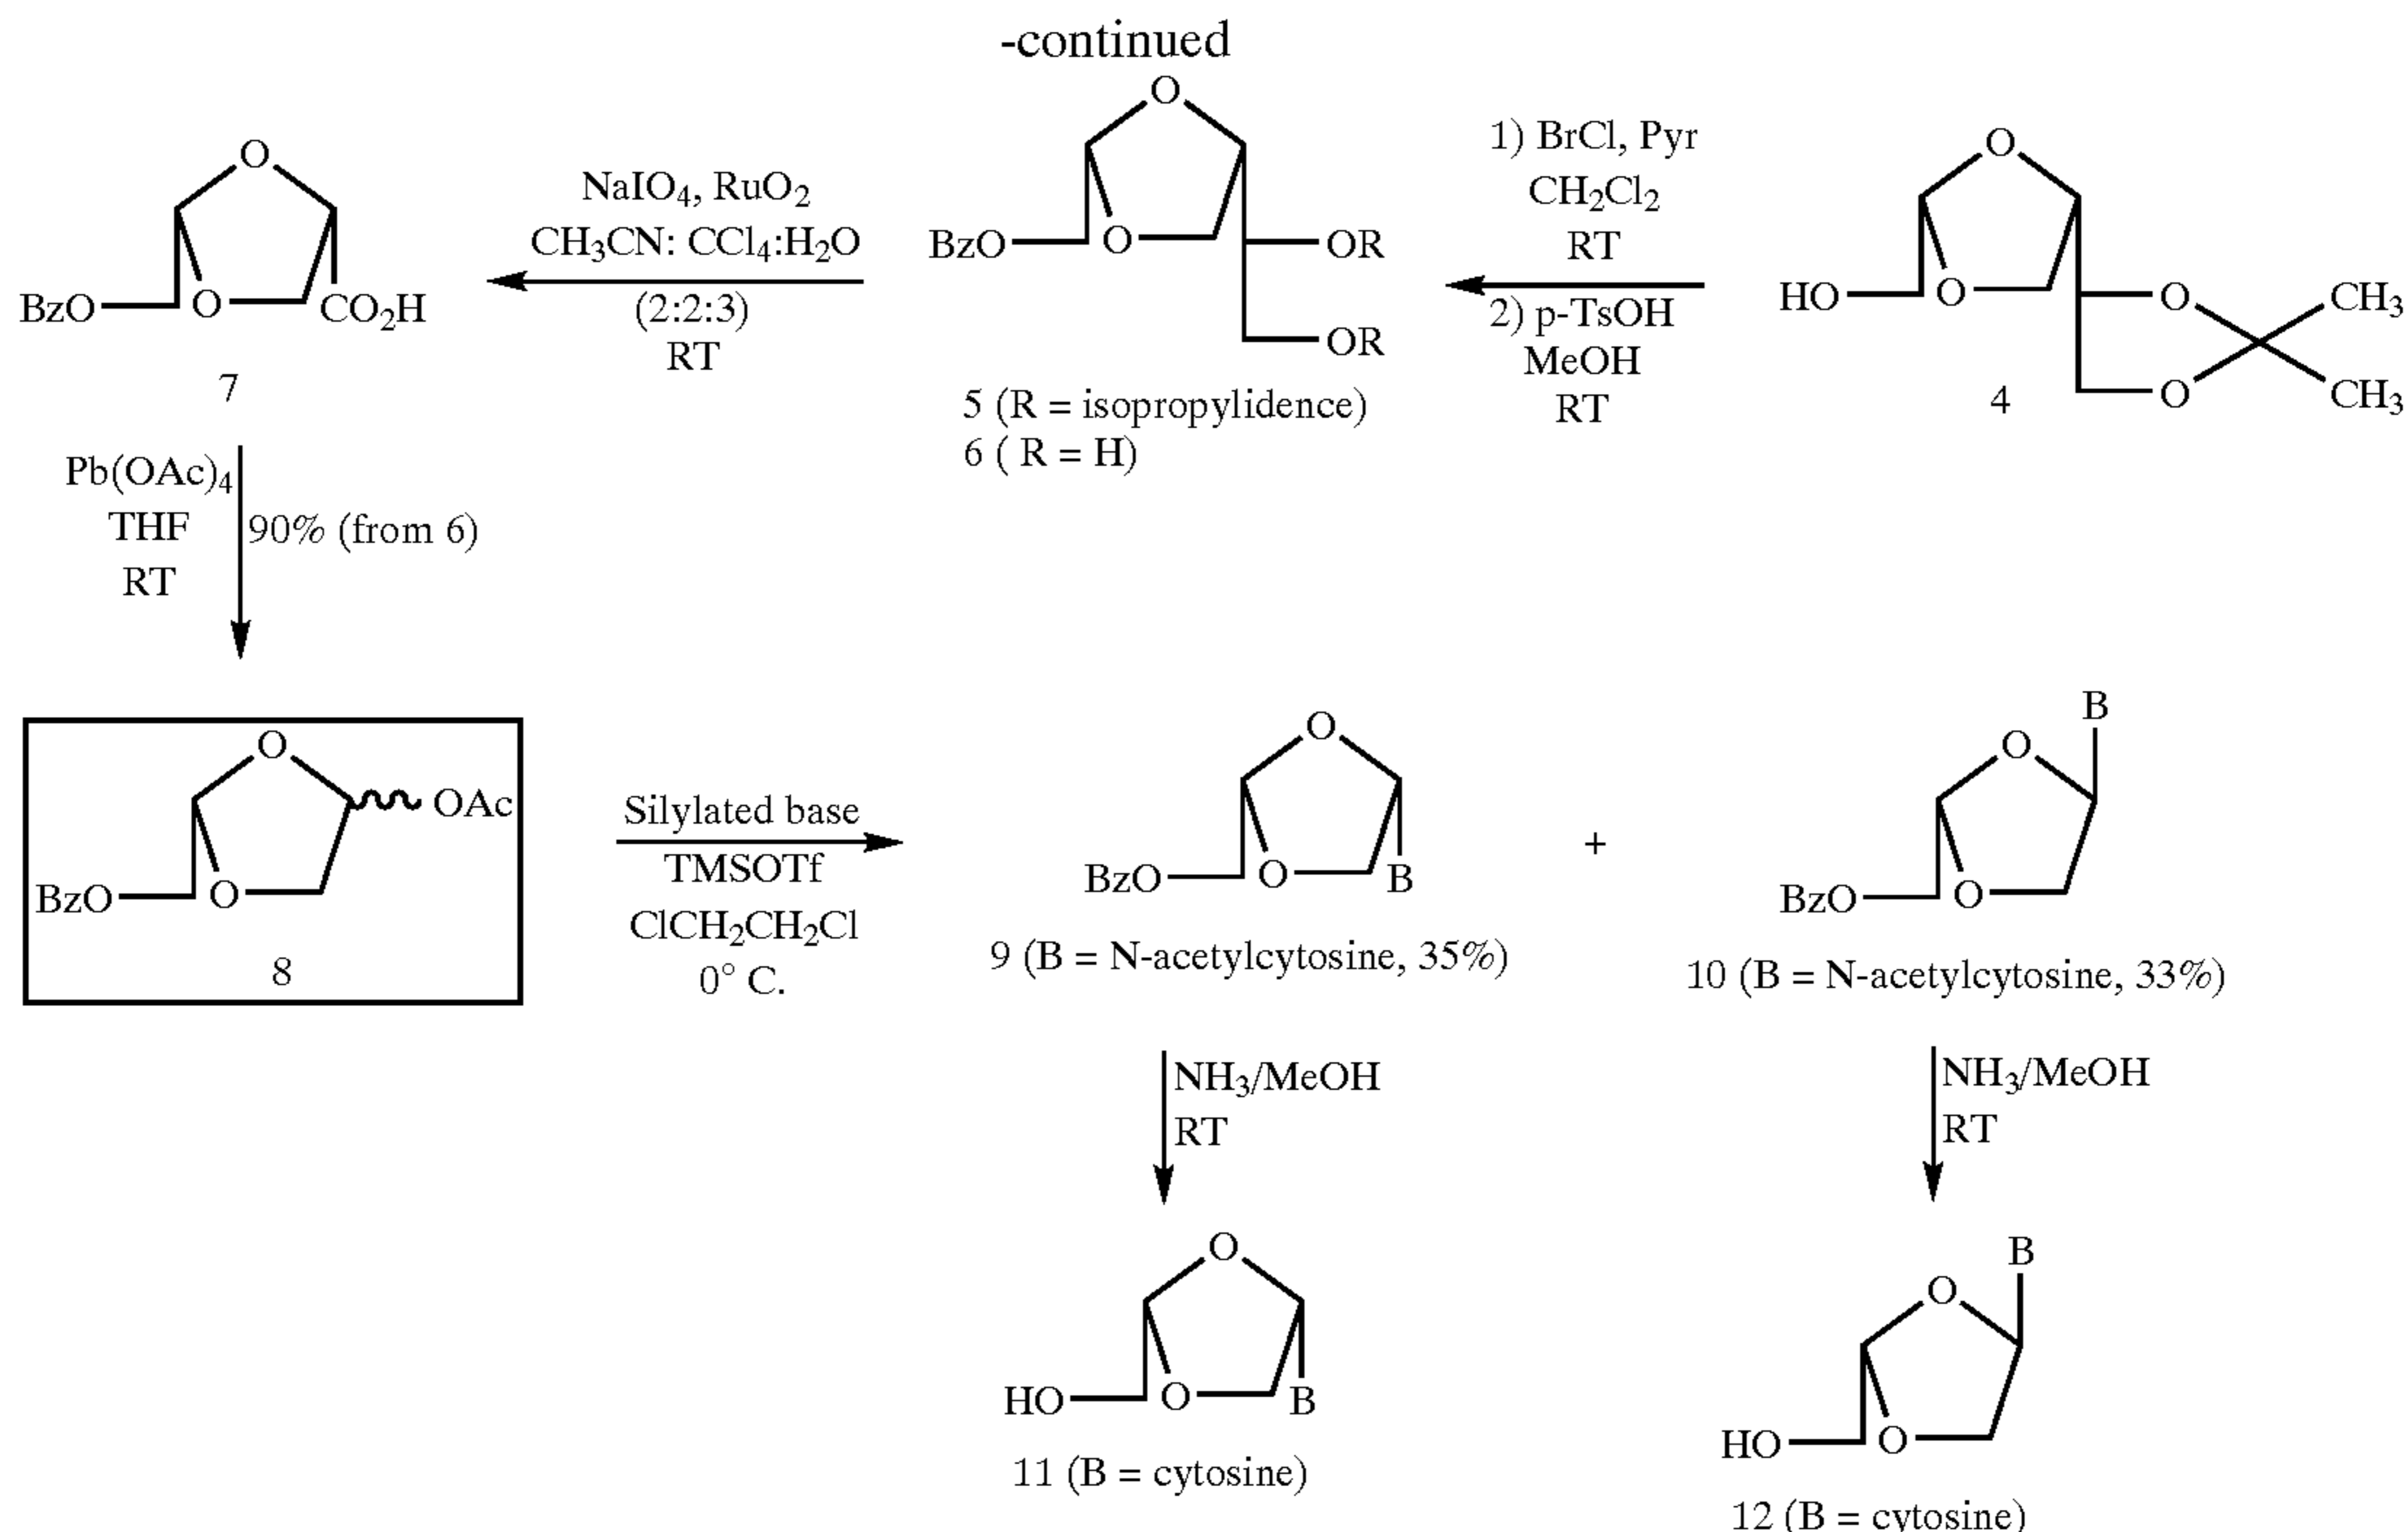 -continued
O
BzO
O
CO₂H
7
NaIO₄, RuO₂
CH₃CN: CCl₄:H₂O
(2:2:3)
RT
O
BzO
O
OR
OR
5 (R = isopropylidence)
6 ( R = H)
1) BrCl, Pyr
CH₂Cl₂
RT
2) p-TsOH
MeOH
RT
O
HO
O
O
O
CH₃
CH₃
4
Pb(OAc)₄
THF
RT
90% (from 6)
O
OAc
BzO
O
8
Silylated base
TMSOTf
ClCH₂CH₂Cl
0° C.
O
BzO
O
B
9 (B = N-acetylcytosine, 35%)
+
B
O
BzO
O
10 (B = N-acetylcytosine, 33%)
NH₃/MeOH
RT
NH₃/MeOH
RT
O
HO
O
B
11 (B = cytosine)
B
O
HO
O
12 (B = cytosine)